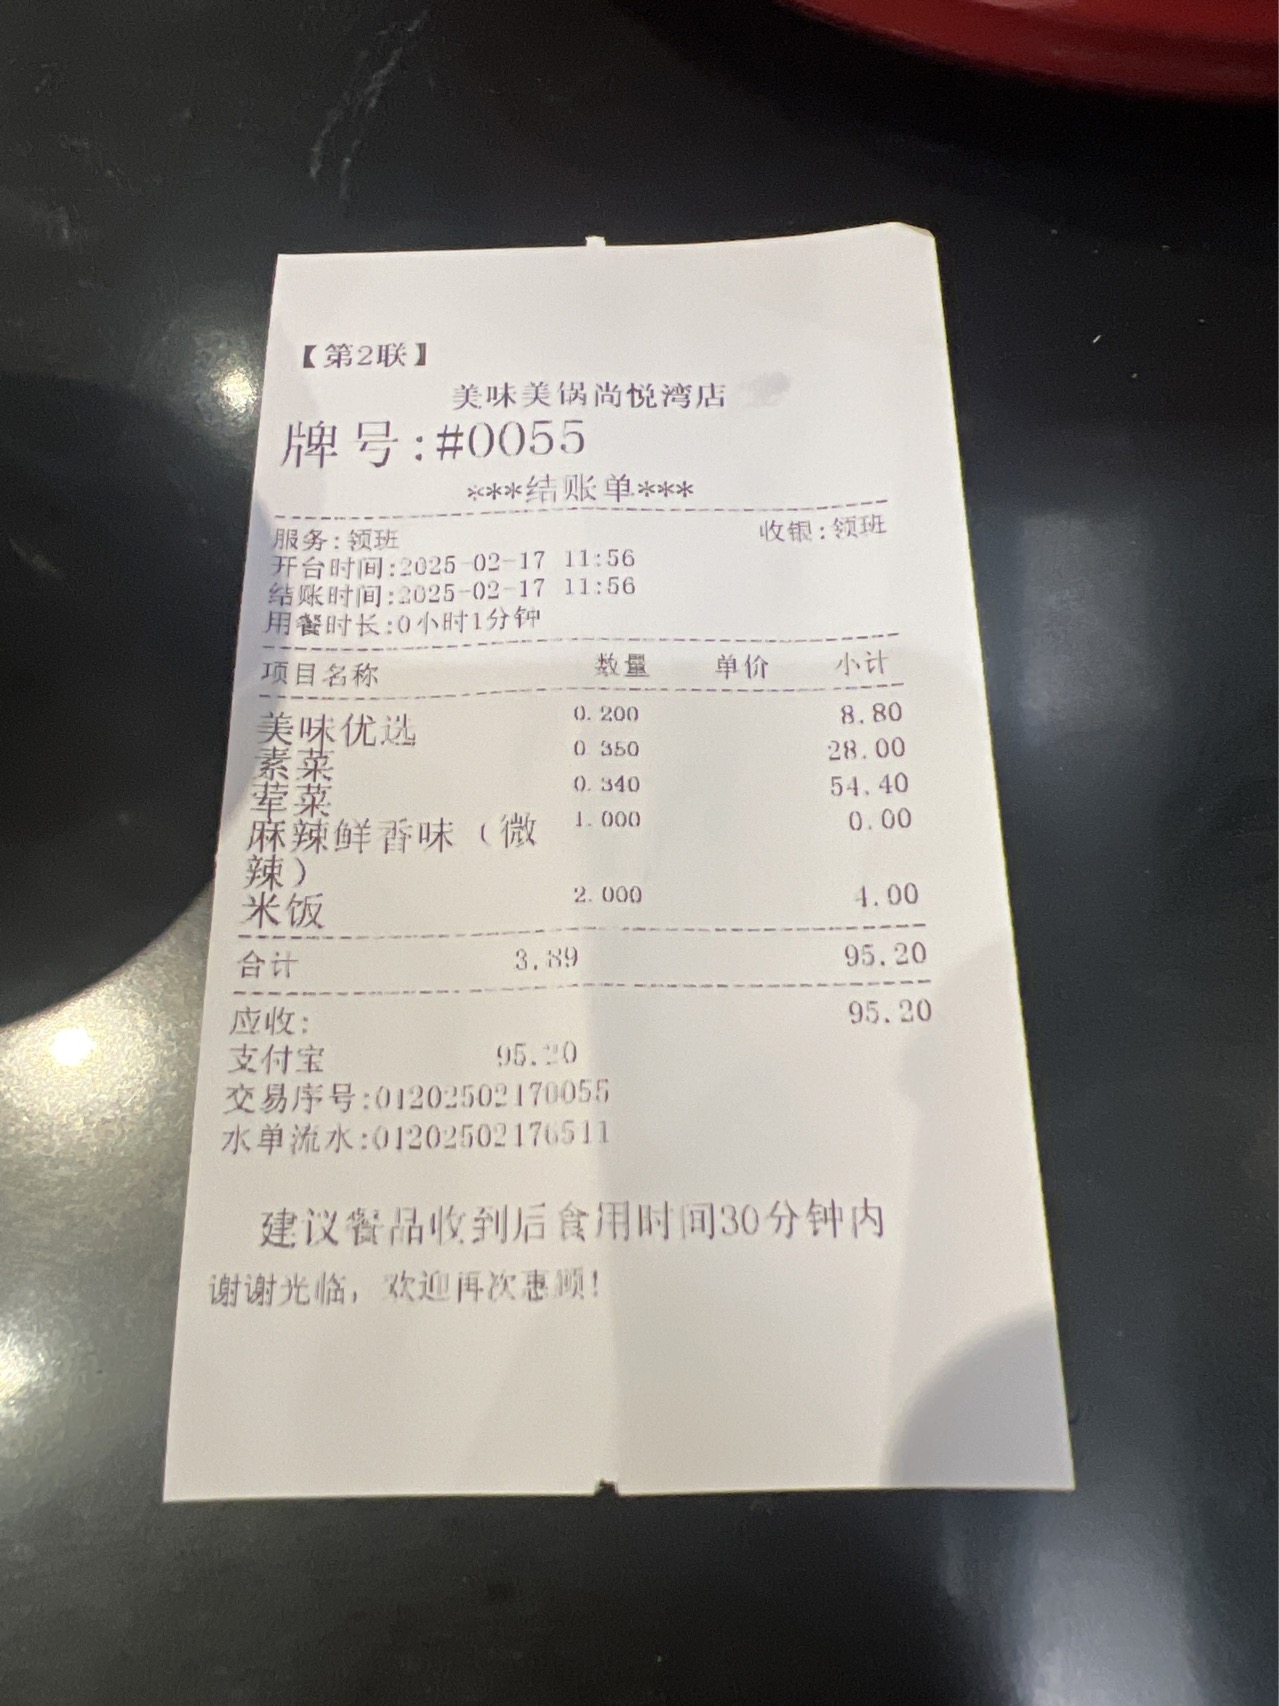 【第2联】
美味美锅尚悦湾店
牌号:#0055
***结账单***
服务:领班 收银:领班
开台时间:2025-02-17 11:56
结账时间:2025-02-17 11:56
用餐时长:0小时1分钟
项目名称 数量 单价 小计
美味优选 0.200 8.80
素菜 0.350 28.00
荤菜 0.340 54.40
麻辣鲜香味（微 1.000 0.00
辣）
米饭 2.000 4.00
合计 3.89 95.20
应收: 95.20
支付宝 95.20
交易序号:01202502170055
水单流水:01202502176511
建议餐品收到后食用时间30分钟内
谢谢光临，欢迎再次惠顾！